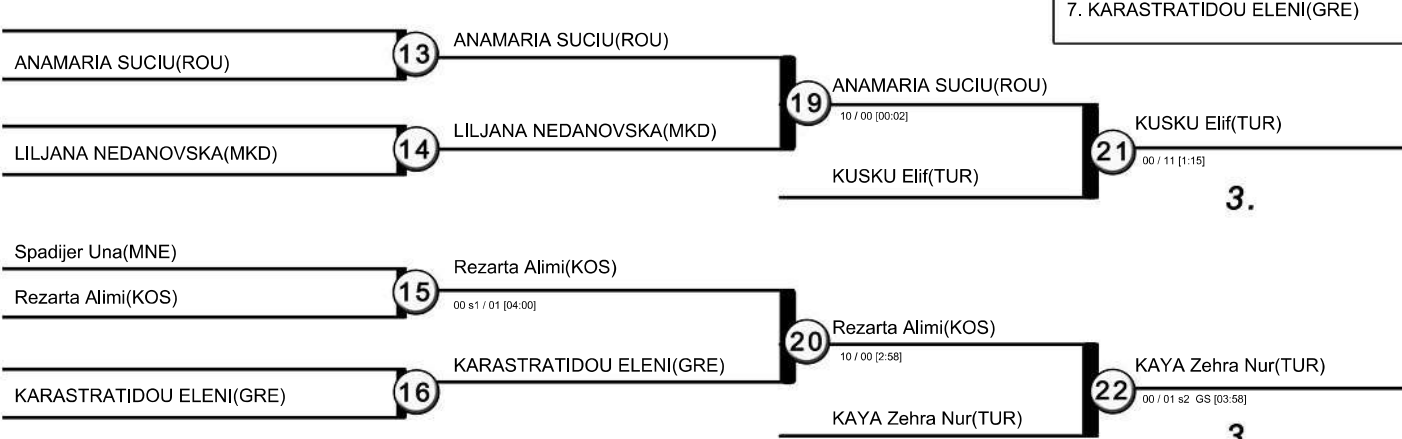 7. KARASTRATIDOU ELENI(GRE)
ANAMARIA SUCIU(ROU)
13
ANAMARIA SUCIU(ROU)
LILJANA NEDANOVSKA(MKD)
14
LILJANA NEDANOVSKA(MKD)
19
ANAMARIA SUCIU(ROU)
10 / 00 [00:02]
KUSKU Elif(TUR)
21
KUSKU Elif(TUR)
00 / 11 [1:15]
3.
Spadijer Una(MNE)
Rezarta Alimi(KOS)
15
Rezarta Alimi(KOS)
00 s1 / 01 [04:00]
KARASTRATIDOU ELENI(GRE)
16
KARASTRATIDOU ELENI(GRE)
20
Rezarta Alimi(KOS)
10 / 00 [2:58]
KAYA Zehra Nur(TUR)
22
KAYA Zehra Nur(TUR)
00 / 01 s2 GS [03:58]
3